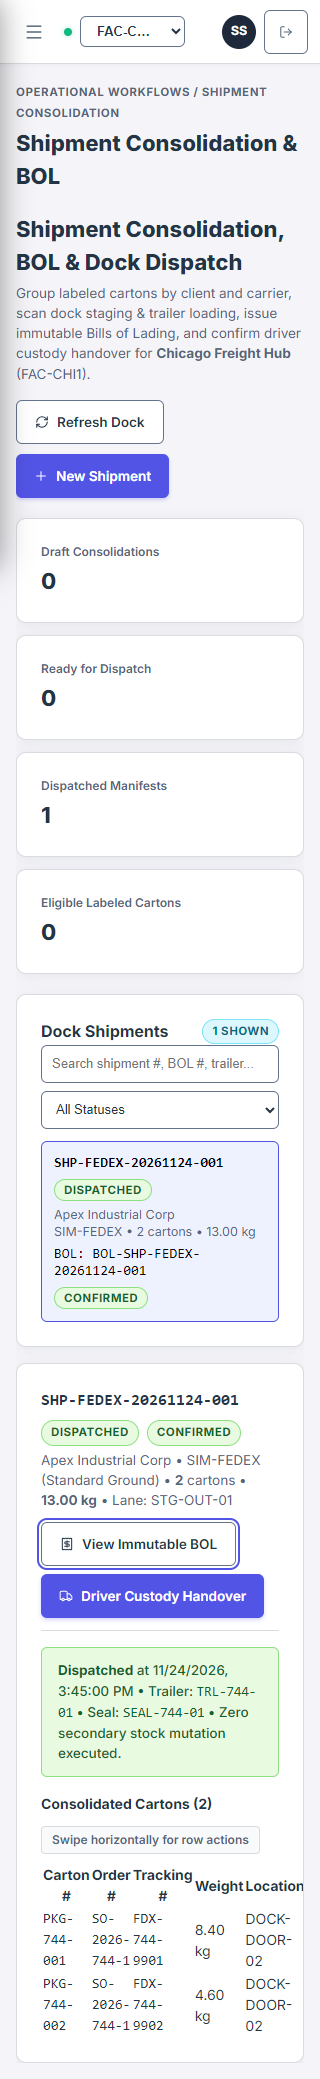 FAC-C...
SS
OPERATIONAL WORKFLOWS / SHIPMENT
CONSOLIDATION
Shipment Consolidation &
BOL
Shipment Consolidation,
BOL & Dock Dispatch
Group labeled cartons by client and carrier,
scan dock staging & trailer loading, issue
immutable Bills of Lading, and confirm driver
custody handover for Chicago Freight Hub
(FAC-CHI1).
Refresh Dock
New Shipment
Draft Consolidations
0
Ready for Dispatch
0
Dispatched Manifests
1
Eligible Labeled Cartons
0
Dock Shipments
1 SHOWN
Search shipment #, BOL #, trailer...
All Statuses
SHP-FEDEX-20261124-001
DISPATCHED
Apex Industrial Corp
SIM-FEDEX • 2 cartons • 13.00 kg
BOL: BOL-SHP-FEDEX-
20261124-001
CONFIRMED
SHP-FEDEX-20261124-001
DISPATCHED CONFIRMED
Apex Industrial Corp • SIM-FEDEX
(Standard Ground) • 2 cartons •
13.00 kg • Lane: STG-OUT-01
View Immutable BOL
Driver Custody Handover
Dispatched at 11/24/2026,
3:45:00 PM • Trailer: TRL-744-
01 • Seal: SEAL-744-01 • Zero
secondary stock mutation
executed.
Consolidated Cartons (2)
Swipe horizontally for row actions
Carton Order Tracking Weight Location
# # #
PKG- SO- FDX- 8.40 DOCK-
744- 2026- 744- kg DOOR-
001 744-1 9901 02
PKG- SO- FDX- 4.60 DOCK-
744- 2026- 744- kg DOOR-
002 744-1 9902 02